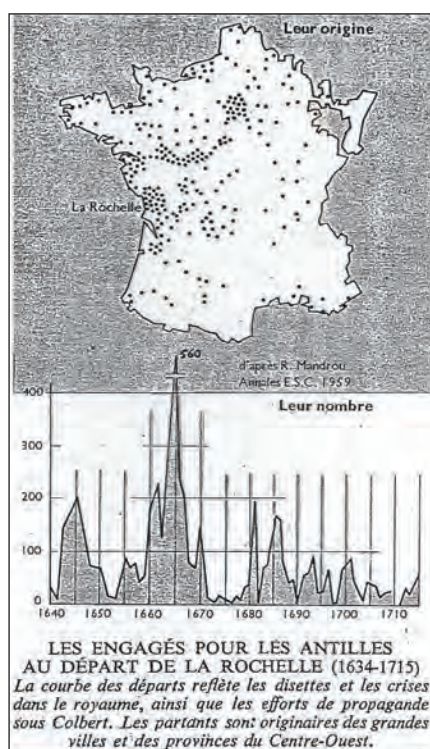 Leur origine
La Rochelle
d'après R. Mandrou
Annales E.S.C. 1959
560
Leur nombre
400
300
200
100
0
1640 1650 1660 1670 1680 1690 1700 1710
LES ENGAGÉS POUR LES ANTILLES
AU DÉPART DE LA ROCHELLE (1634-1715)
La courbe des départs reflète les disettes et les crises
dans le royaume, ainsi que les efforts de propagande
sous Colbert. Les partants sont originaires des grandes
villes et des provinces du Centre-Ouest.